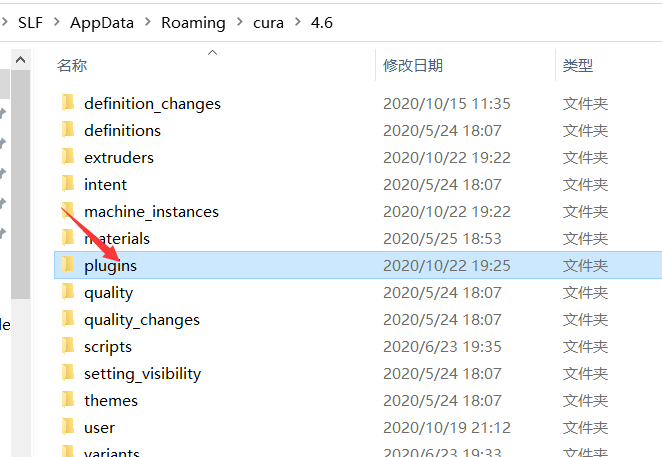 SLF > AppData > Roaming > cura > 4.6
名称 修改日期 类型
definition_changes 2020/10/15 11:35 文件夹
definitions 2020/5/24 18:07 文件夹
extruders 2020/10/22 19:22 文件夹
intent 2020/5/24 18:07 文件夹
machine_instances 2020/10/22 19:22 文件夹
materials 2020/5/25 18:53 文件夹
plugins 2020/10/22 19:25 文件夹
quality 2020/5/24 18:07 文件夹
quality_changes 2020/5/24 18:07 文件夹
scripts 2020/6/23 19:35 文件夹
setting_visibility 2020/5/24 18:07 文件夹
themes 2020/5/24 18:07 文件夹
user 2020/10/19 21:12 文件夹
variants 2020/6/23 19:33 文件夹